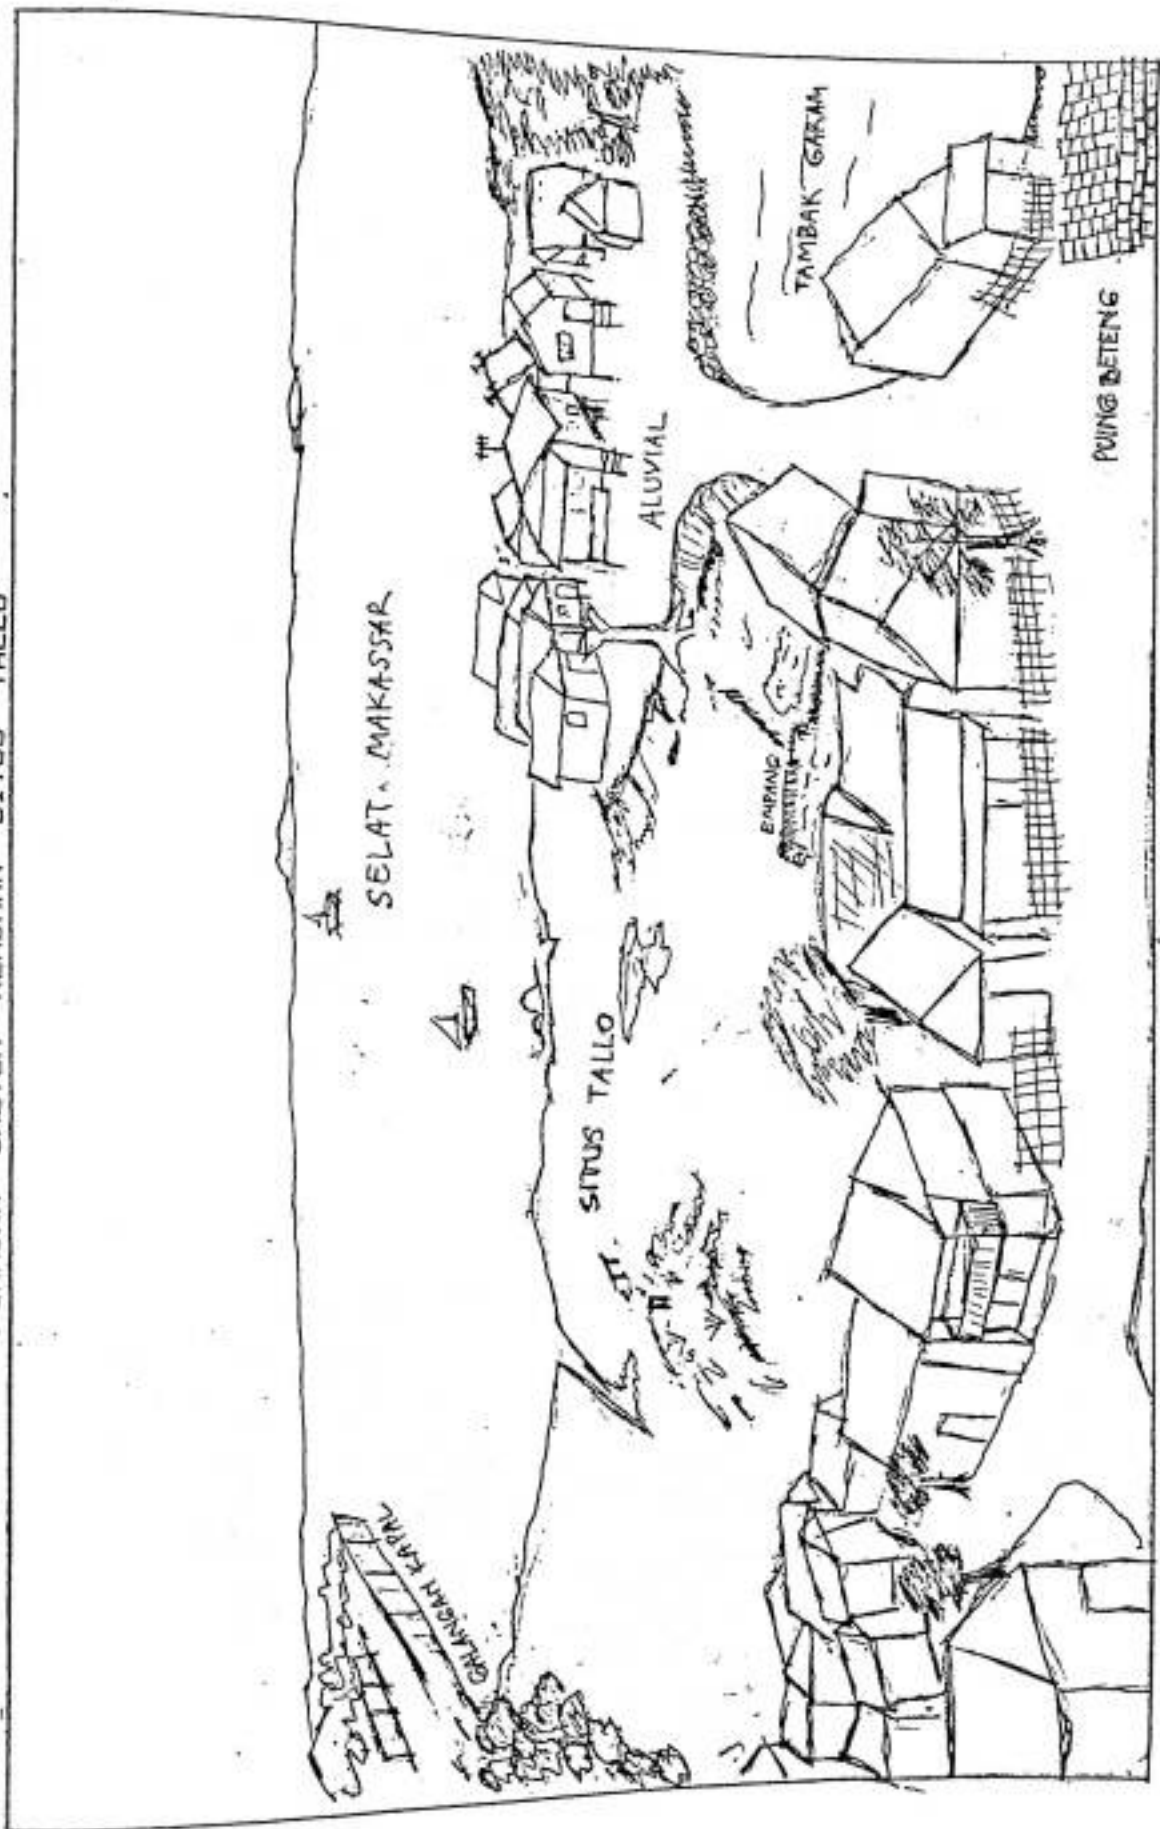 SELAT. MAKASSAR
GALANGAN KAPAL
SITUS TALLO
ALUVIAL
EMPANG
TAMBAK GARAM
PUING BETENG